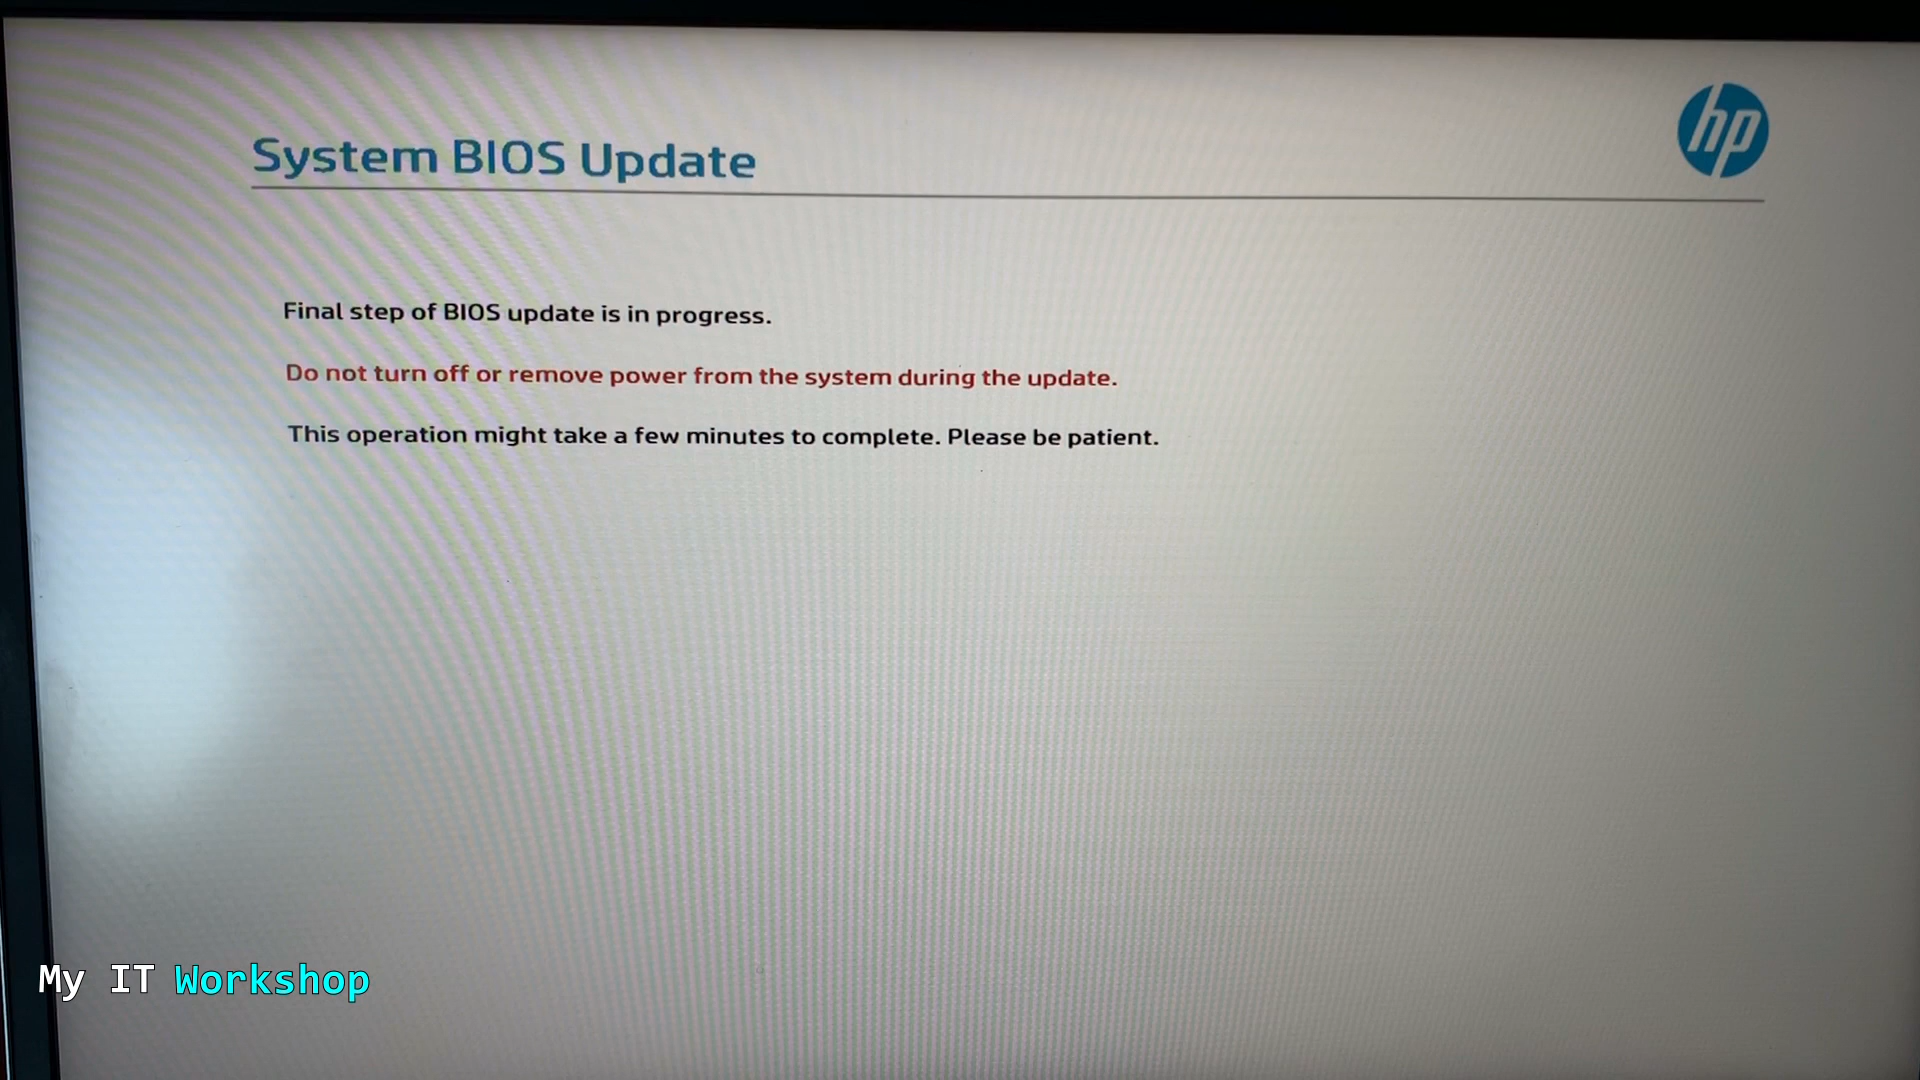 hp
System BIOS Update
Final step of BIOS update is in progress.
Do not turn off or remove power from the system during the update.
This operation might take a few minutes to complete. Please be patient.
My IT Workshop